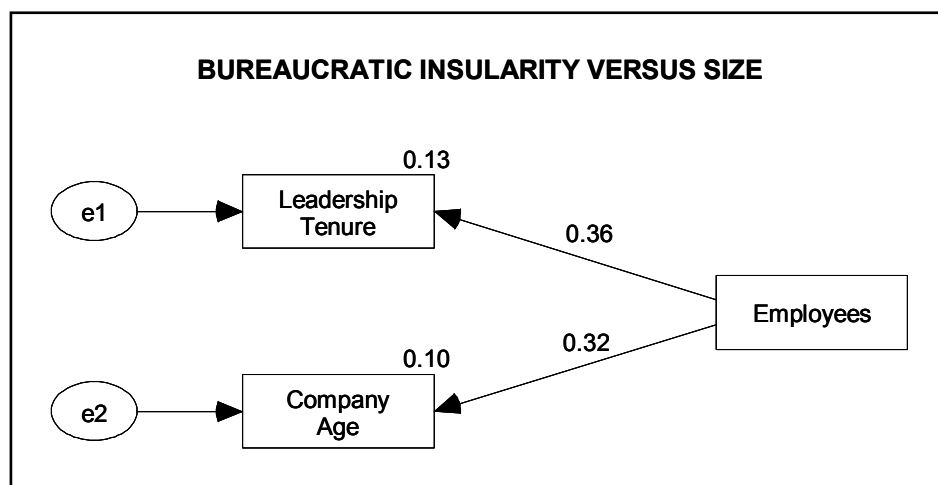 BUREAUCRATIC INSULARITY VERSUS SIZE
0.13
e1
Leadership
Tenure
0.36
Employees
0.32
0.10
e2
Company
Age